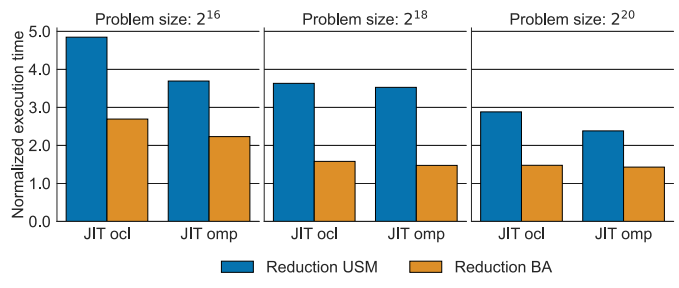 Problem size: 2^16 Problem size: 2^18 Problem size: 2^20
Normalized execution time
5.0
4.0
3.0
2.0
1.0
0.0
JIT ocl JIT omp JIT ocl JIT omp JIT ocl JIT omp
Reduction USM Reduction BA